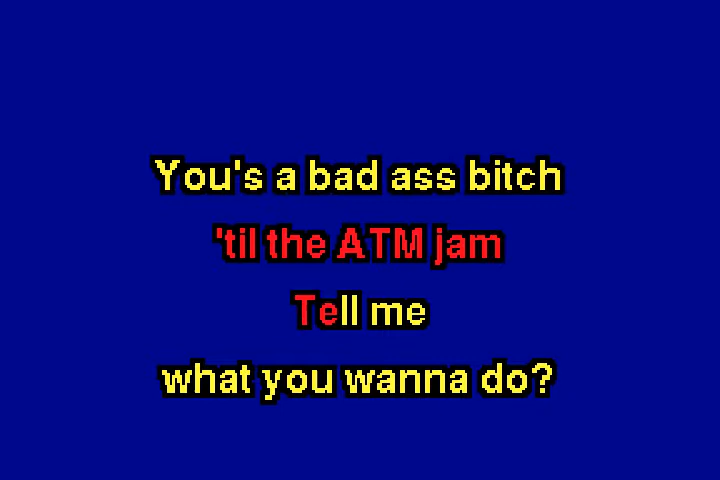 You's a bad ass bitch
'til the ATM jam
Tell me
what you wanna do?